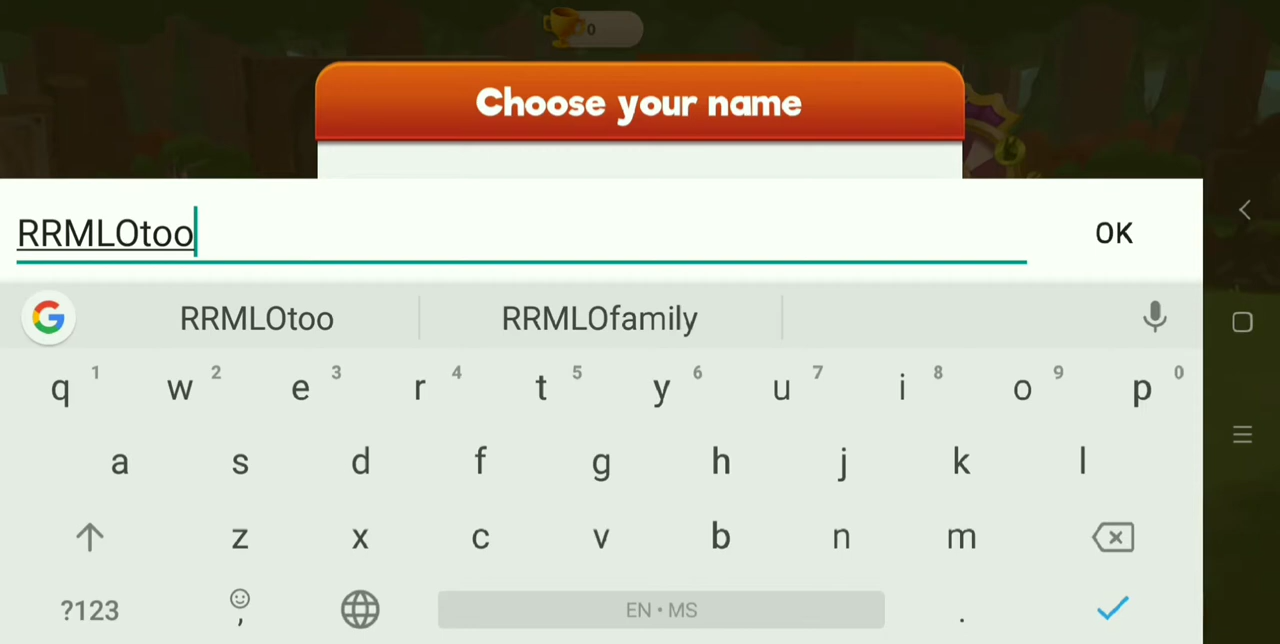 0
Choose your name
RRMLOtoo
OK
RRMLOtoo RRMLOfamily
q 1 w 2 e 3 r 4 t 5 y 6 u 7 i 8 o 9 p 0
a s d f g h j k l
z x c v b n m
?123 , EN • MS .